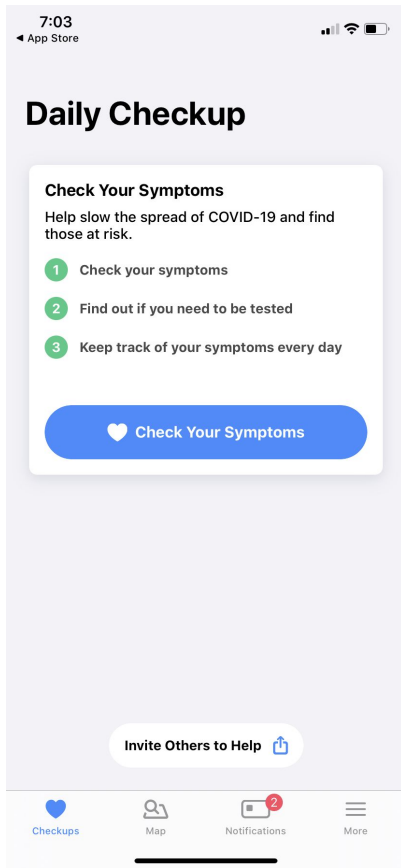 7:03
◀ App Store
Daily Checkup
Check Your Symptoms
Help slow the spread of COVID-19 and find
those at risk.
1 Check your symptoms
2 Find out if you need to be tested
3 Keep track of your symptoms every day
Check Your Symptoms
Invite Others to Help
2
Checkups Map Notifications More